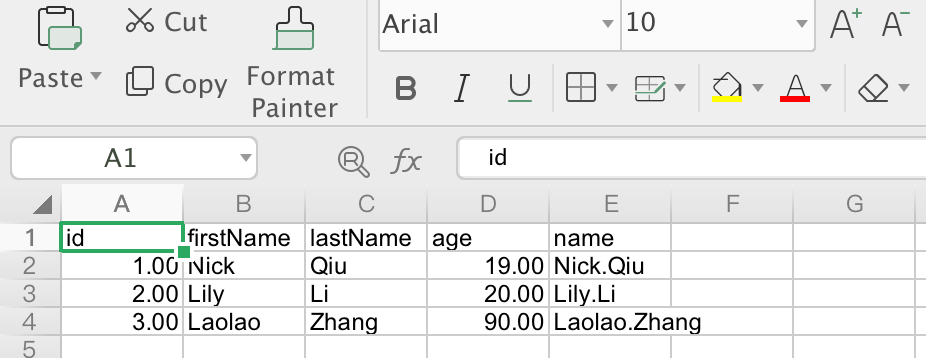 Cut
Arial 10 A+ A-
Paste Copy Format Painter
B I U A
A1 fx id
A B C D E F G
1 id firstName lastName age name
2 1.00 Nick Qiu 19.00 Nick.Qiu
3 2.00 Lily Li 20.00 Lily.Li
4 3.00 Laolao Zhang 90.00 Laolao.Zhang
5